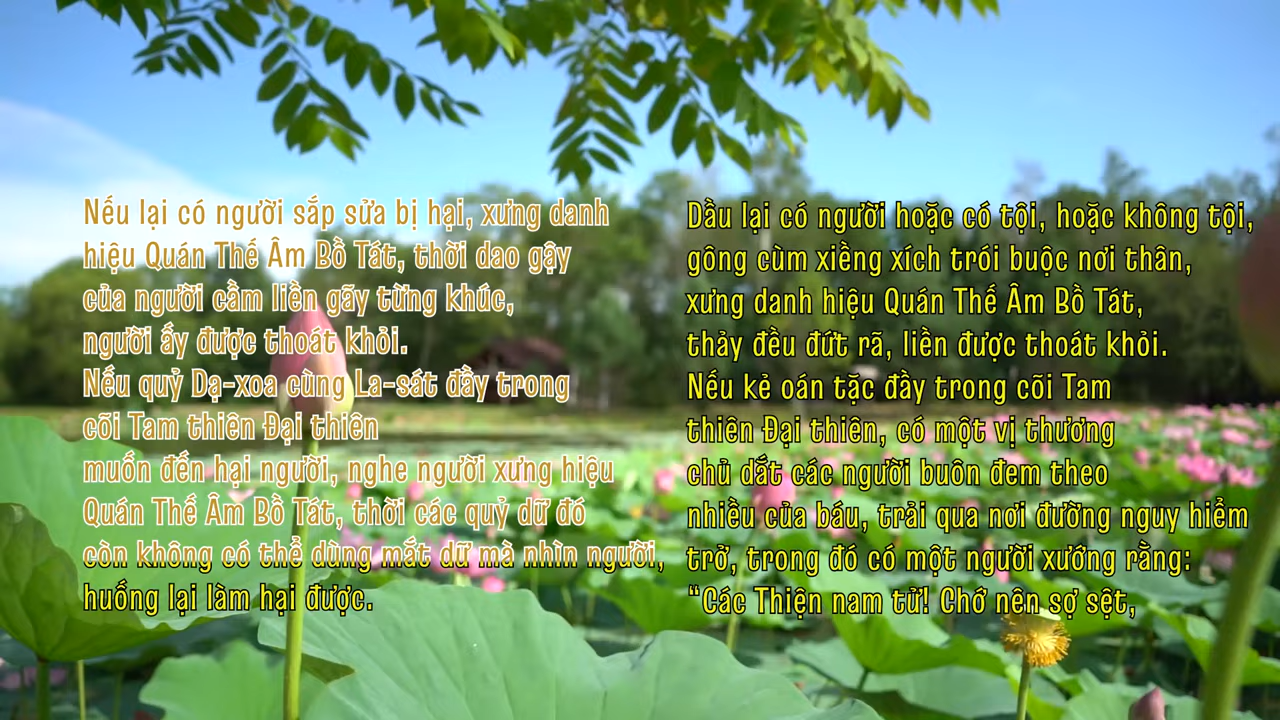 Nếu lại có người sắp sửa bị hại, xưng danh
hiệu Quán Thế Âm Bồ Tát, thời dao gậy
của người cầm liền gãy từng khúc,
người ấy được thoát khỏi.
Nếu quỷ Dạ-xoa cùng La-sát đầy trong
cõi Tam thiên Đại thiên
muốn đến hại người, nghe người xưng hiệu
Quán Thế Âm Bồ Tát, thời các quỷ dữ đó
còn không có thể dùng mắt dữ mà nhìn người,
huống lại làm hại được.
Dầu lại có người hoặc có tội, hoặc không tội,
gông cùm xiềng xích trói buộc nơi thân,
xưng danh hiệu Quán Thế Âm Bồ Tát,
thảy đều đứt rã, liền được thoát khỏi.
Nếu kẻ oán tặc đầy trong cõi Tam
thiên Đại thiên, có một vị thương
chủ dắt các người buôn đem theo
nhiều của báu, trải qua nơi đường nguy hiểm
trở, trong đó có một người xướng rằng:
“Các Thiện nam tử! Chớ nên sợ sệt,